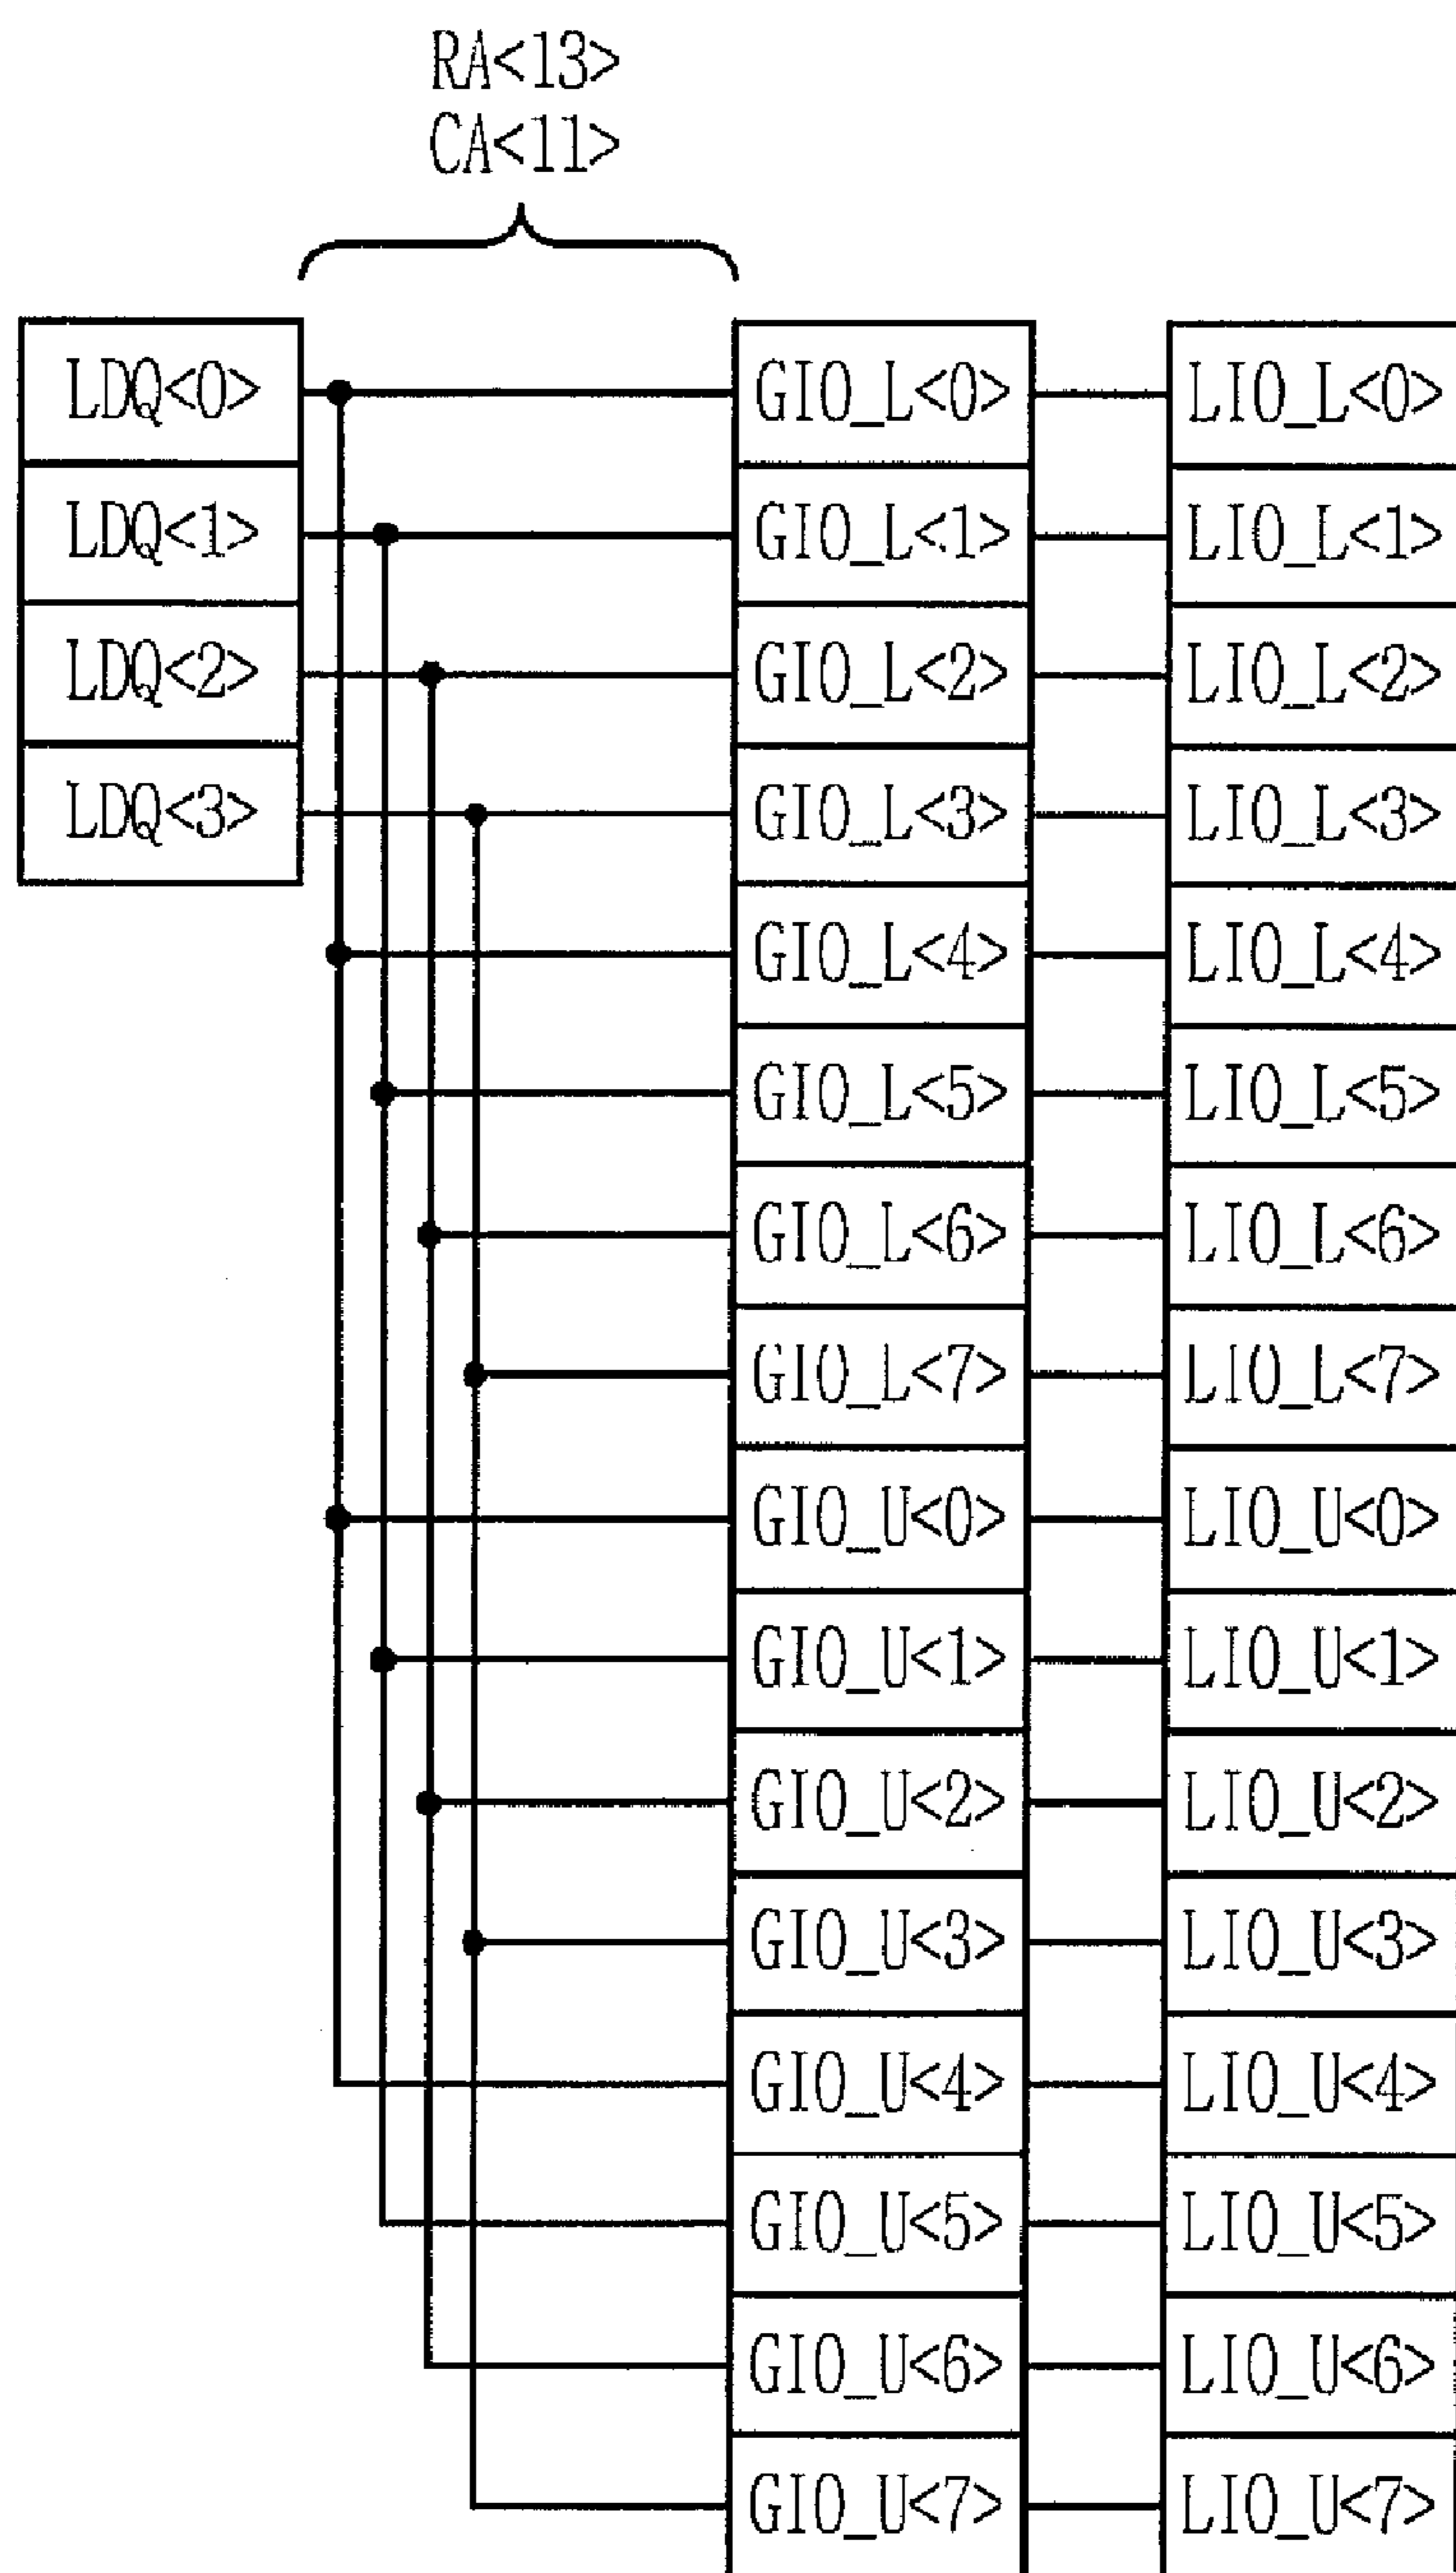 RA<13>
CA<11>
LDQ<0> GIO_L<0> LIO_L<0>
LDQ<1> GIO_L<1> LIO_L<1>
LDQ<2> GIO_L<2> LIO_L<2>
LDQ<3> GIO_L<3> LIO_L<3>
GIO_L<4> LIO_L<4>
GIO_L<5> LIO_L<5>
GIO_L<6> LIO_L<6>
GIO_L<7> LIO_L<7>
GIO_U<0> LIO_U<0>
GIO_U<1> LIO_U<1>
GIO_U<2> LIO_U<2>
GIO_U<3> LIO_U<3>
GIO_U<4> LIO_U<4>
GIO_U<5> LIO_U<5>
GIO_U<6> LIO_U<6>
GIO_U<7> LIO_U<7>